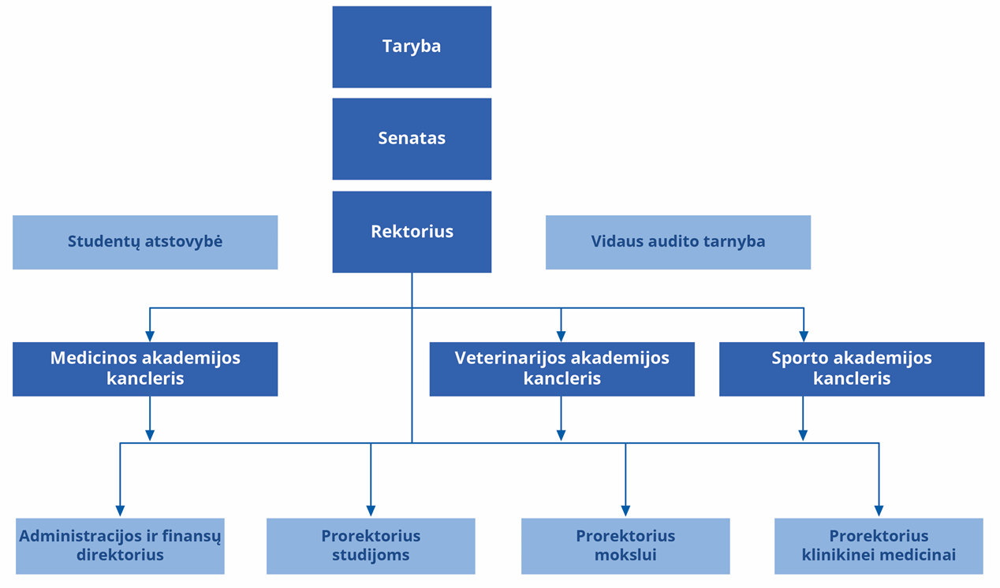 Taryba
Senatas
Rektorius
Studentų atstovybė
Vidaus audito tarnyba
Medicinos akademijos
kancleris
Veterinarijos akademijos
kancleris
Sporto akademijos
kancleris
Administracijos ir finansų
direktorius
Prorektorius
studijoms
Prorektorius
mokslui
Prorektorius
klinikinei medicinai